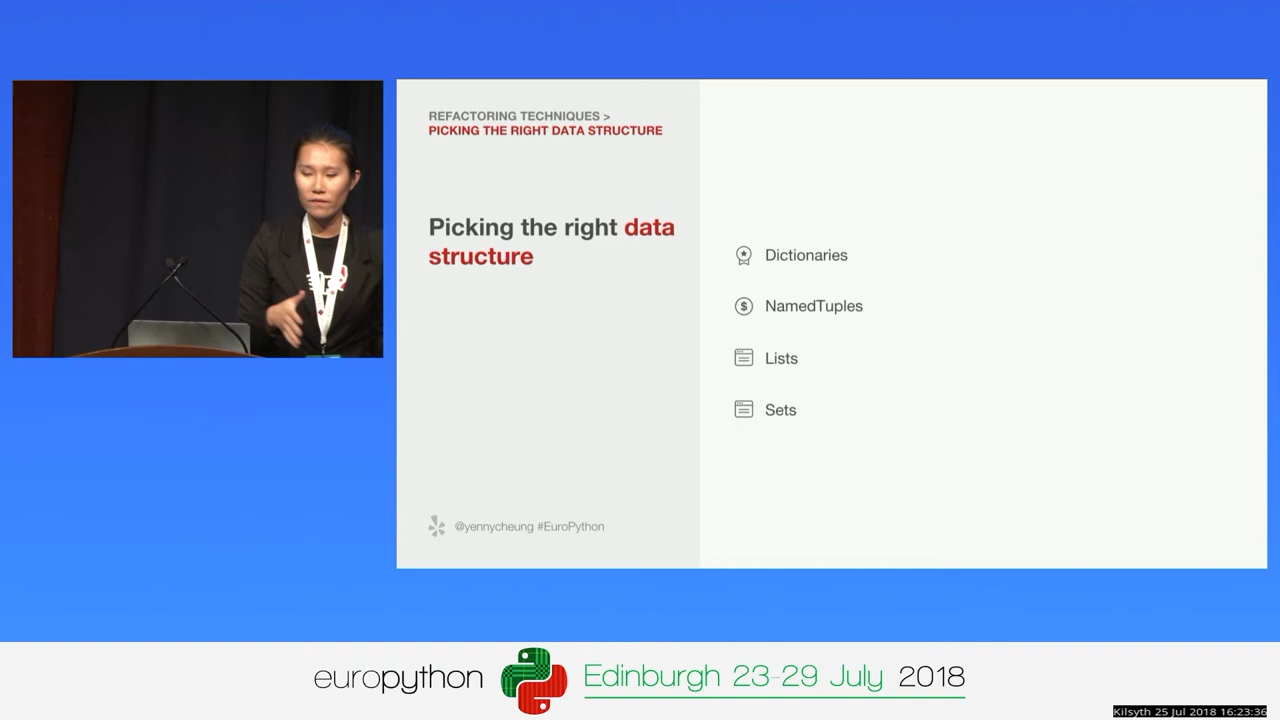 REFACTORING TECHNIQUES >
PICKING THE RIGHT DATA STRUCTURE
Picking the right data
structure
Dictionaries
NamedTuples
Lists
Sets
@yennycheung #EuroPython
europython
Edinburgh 23-29 July 2018
Kilsyth 25 Jul 2018 16:23:36